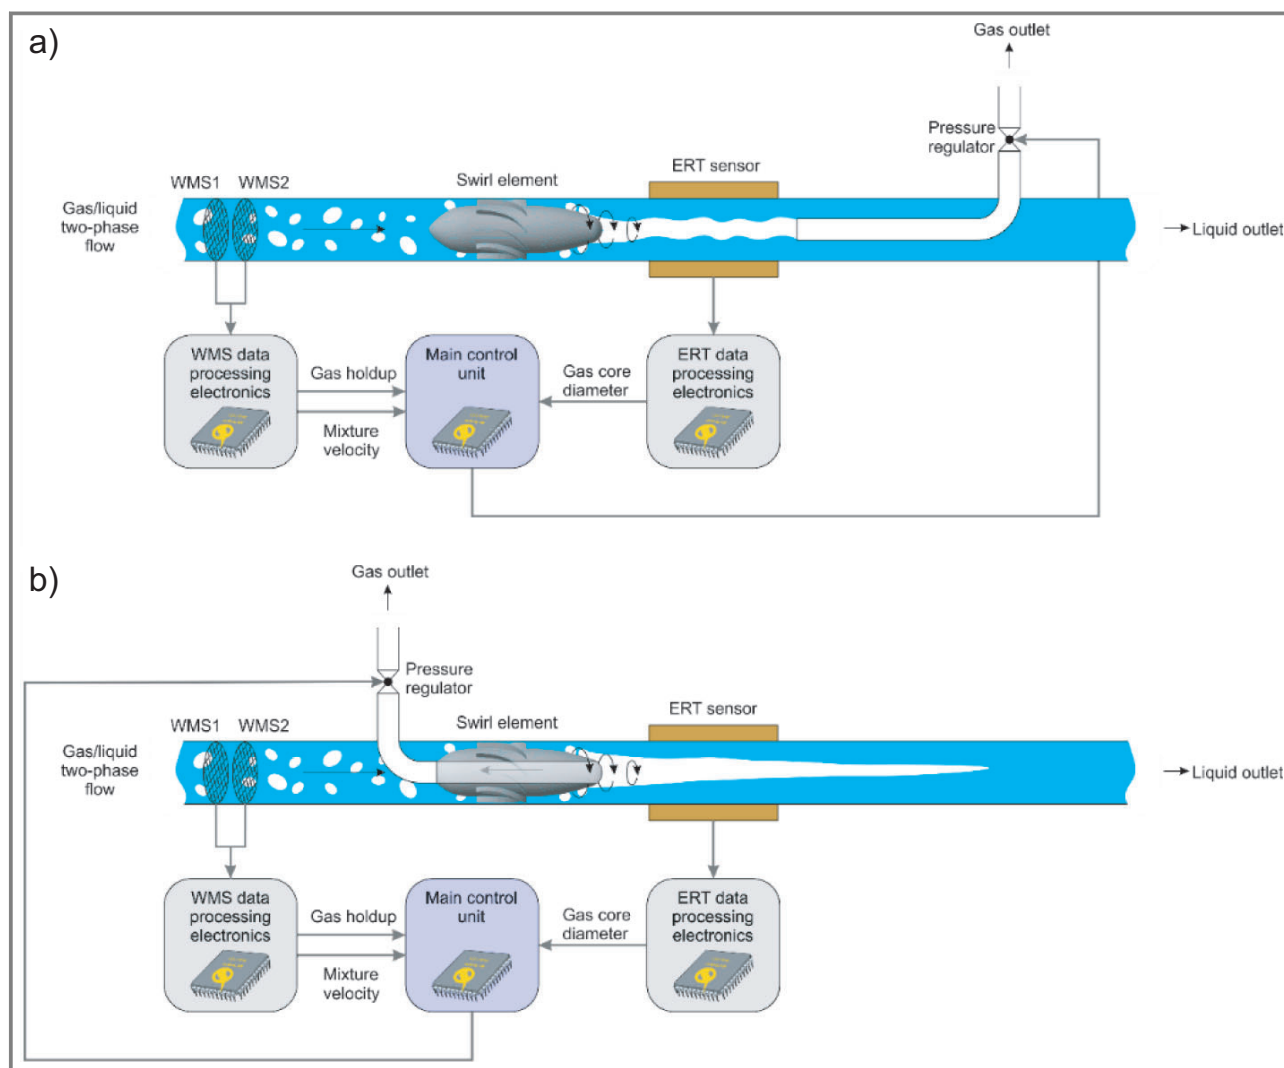 a)
Gas outlet
Pressure
regulator
ERT sensor
Swirl element
WMS1
WMS2
Gas/liquid
two-phase
flow
Liquid outlet
WMS data
processing
electronics
Gas holdup
Mixture
velocity
Main control
unit
Gas core
diameter
ERT data
processing
electronics
b)
Gas outlet
Pressure
regulator
ERT sensor
Swirl element
WMS1
WMS2
Gas/liquid
two-phase
flow
Liquid outlet
WMS data
processing
electronics
Gas holdup
Mixture
velocity
Main control
unit
Gas core
diameter
ERT data
processing
electronics